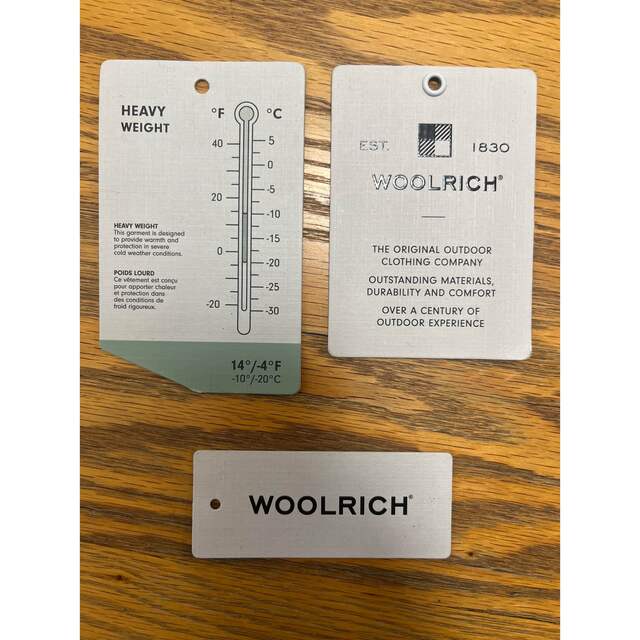 HEAVY
WEIGHT
°F °C
40 5
0
-5
20 -10
-15
0 -20
-25
-20 -30
HEAVY WEIGHT
This garment is designed
to provide warmth and
protection in severe
cold weather conditions.
POIDS LOURD
Ce vêtement est conçu
pour apporter chaleur
et protection dans
des conditions de
froid rigoureux.
14°/-4°F
-10°/-20°C
EST. 1830
WOOLRICH®
THE ORIGINAL OUTDOOR
CLOTHING COMPANY
OUTSTANDING MATERIALS,
DURABILITY AND COMFORT
OVER A CENTURY OF
OUTDOOR EXPERIENCE
WOOLRICH®